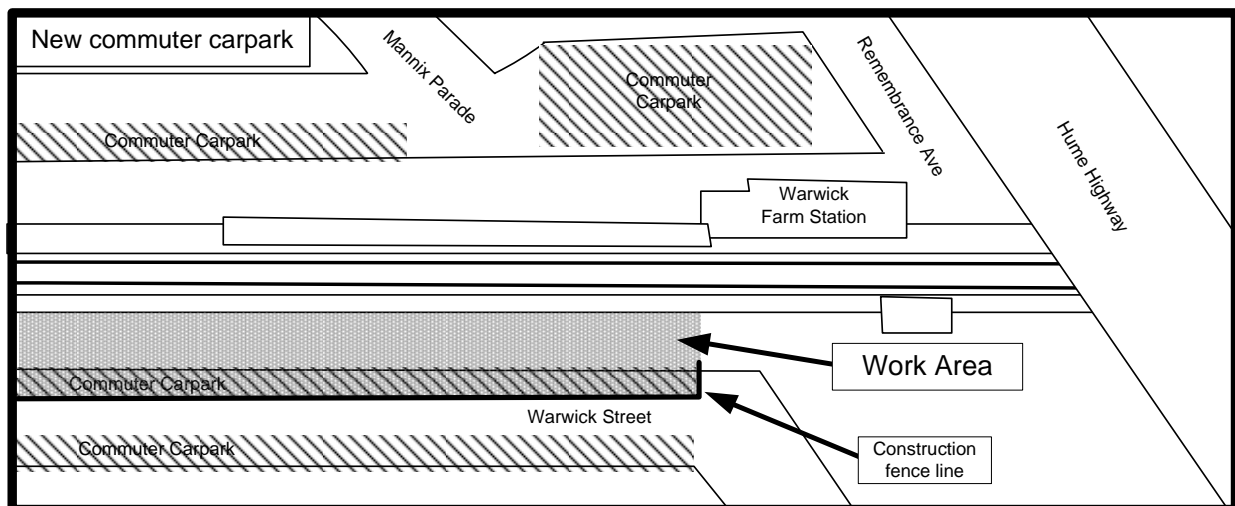 New commuter carpark
Mannix Parade
Commuter
Carpark
Remembrance Ave
Hume Highway
Commuter Carpark
Warwick
Farm Station
Work Area
Commuter Carpark
Warwick Street
Commuter Carpark
Construction
fence line